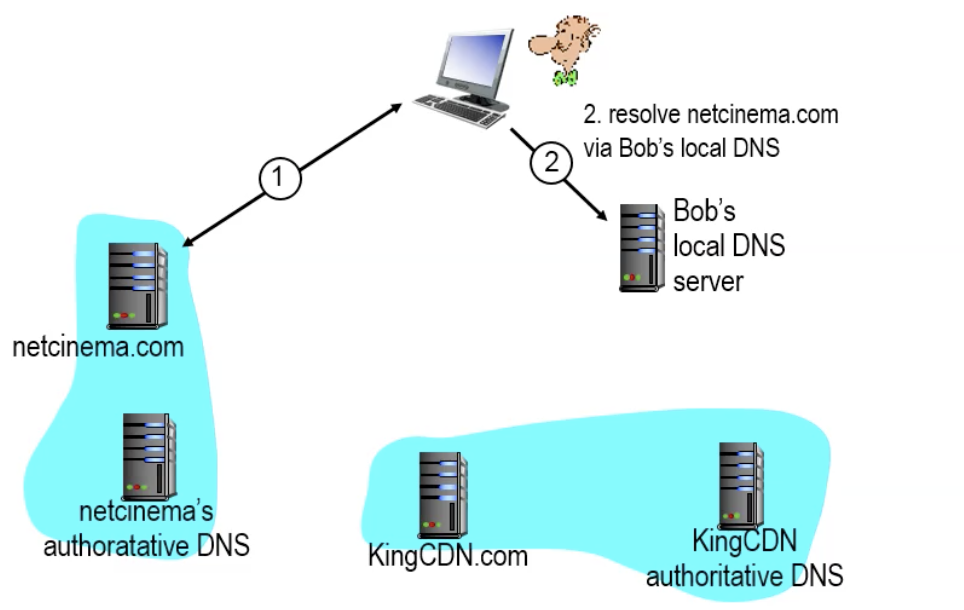 2. resolve netcinema.com
via Bob’s local DNS
1
2
Bob’s
local DNS
server
netcinema.com
netcinema’s
authoratative DNS
KingCDN.com
KingCDN
authoritative DNS